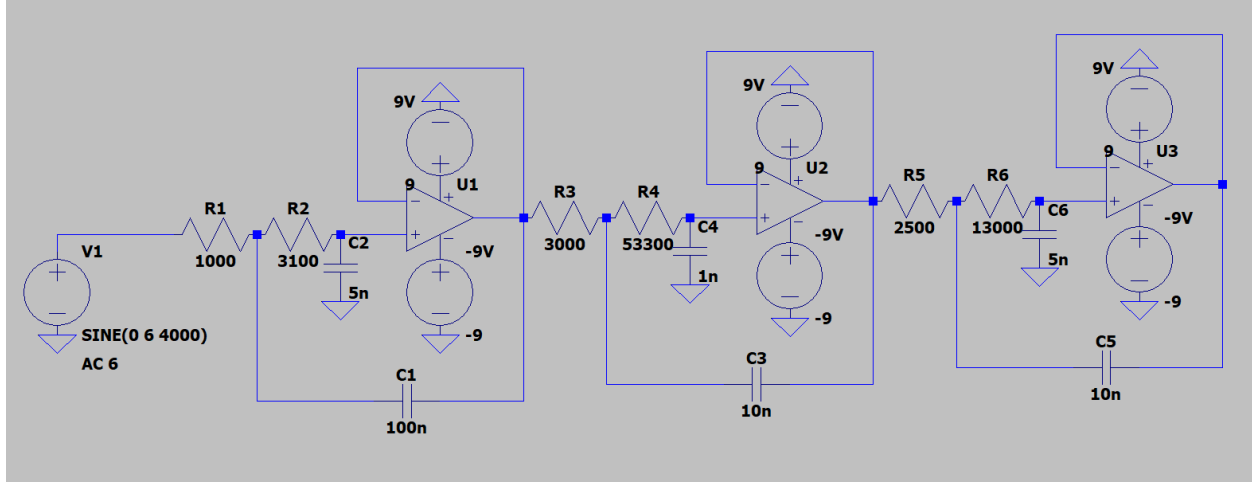 V1
SINE(0 6 4000)
AC 6
R1
1000
R2
3100
C2
5n
9V
9
U1
-9V
-9
C1
100n
R3
3000
R4
53300
C4
1n
9V
9
U2
-9V
-9
C3
10n
R5
2500
R6
13000
C6
5n
9V
9
U3
-9V
-9
C5
10n